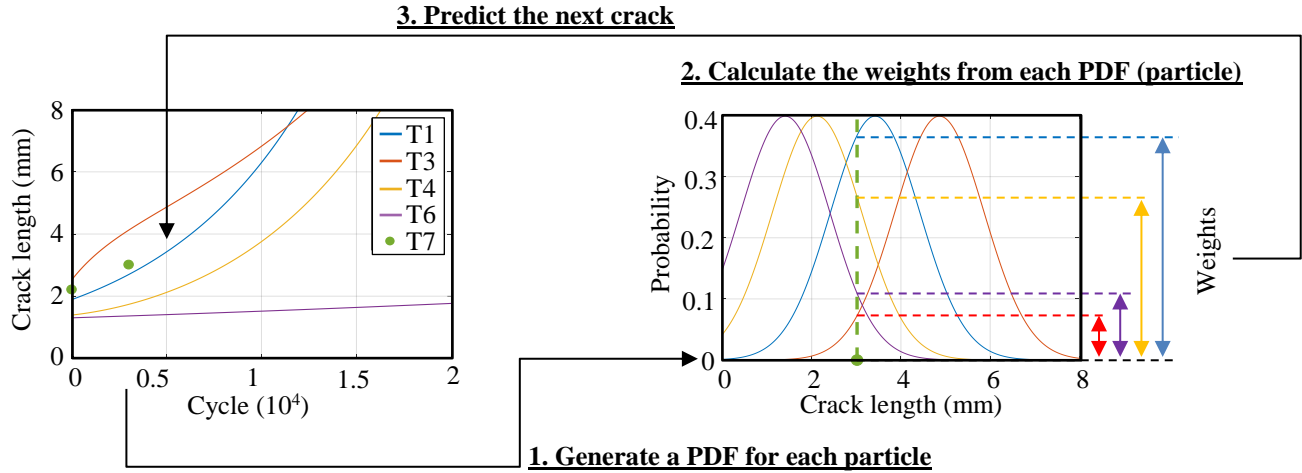 3. Predict the next crack
2. Calculate the weights from each PDF (particle)
Crack length (mm)
8
6
4
2
0
T1
T3
T4
T6
T7
0
0.5
1
1.5
2
Cycle (10⁴)
Probability
0.4
0.3
0.2
0.1
0
0
2
4
6
8
Crack length (mm)
Weights
1. Generate a PDF for each particle